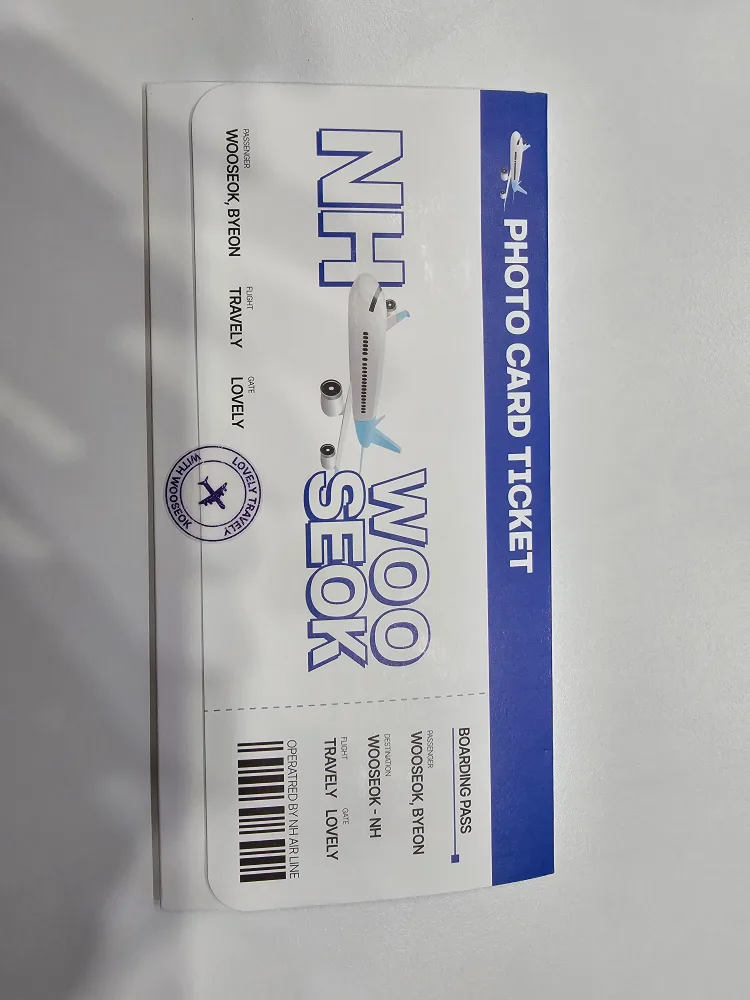 PHOTO CARD TICKET
NH
WOO
SEOK
PASSENGER
WOOSEOK, BYEON
FLIGHT
TRAVELY
GATE
LOVELY
LOVELY TRAVELY
WITH WOOSEOK
BOARDING PASS
PASSENGER
WOOSEOK, BYEON
DESTINATION
WOOSEOK - NH
FLIGHT
TRAVELY
GATE
LOVELY
OPERATRED BY NH AIR LINE